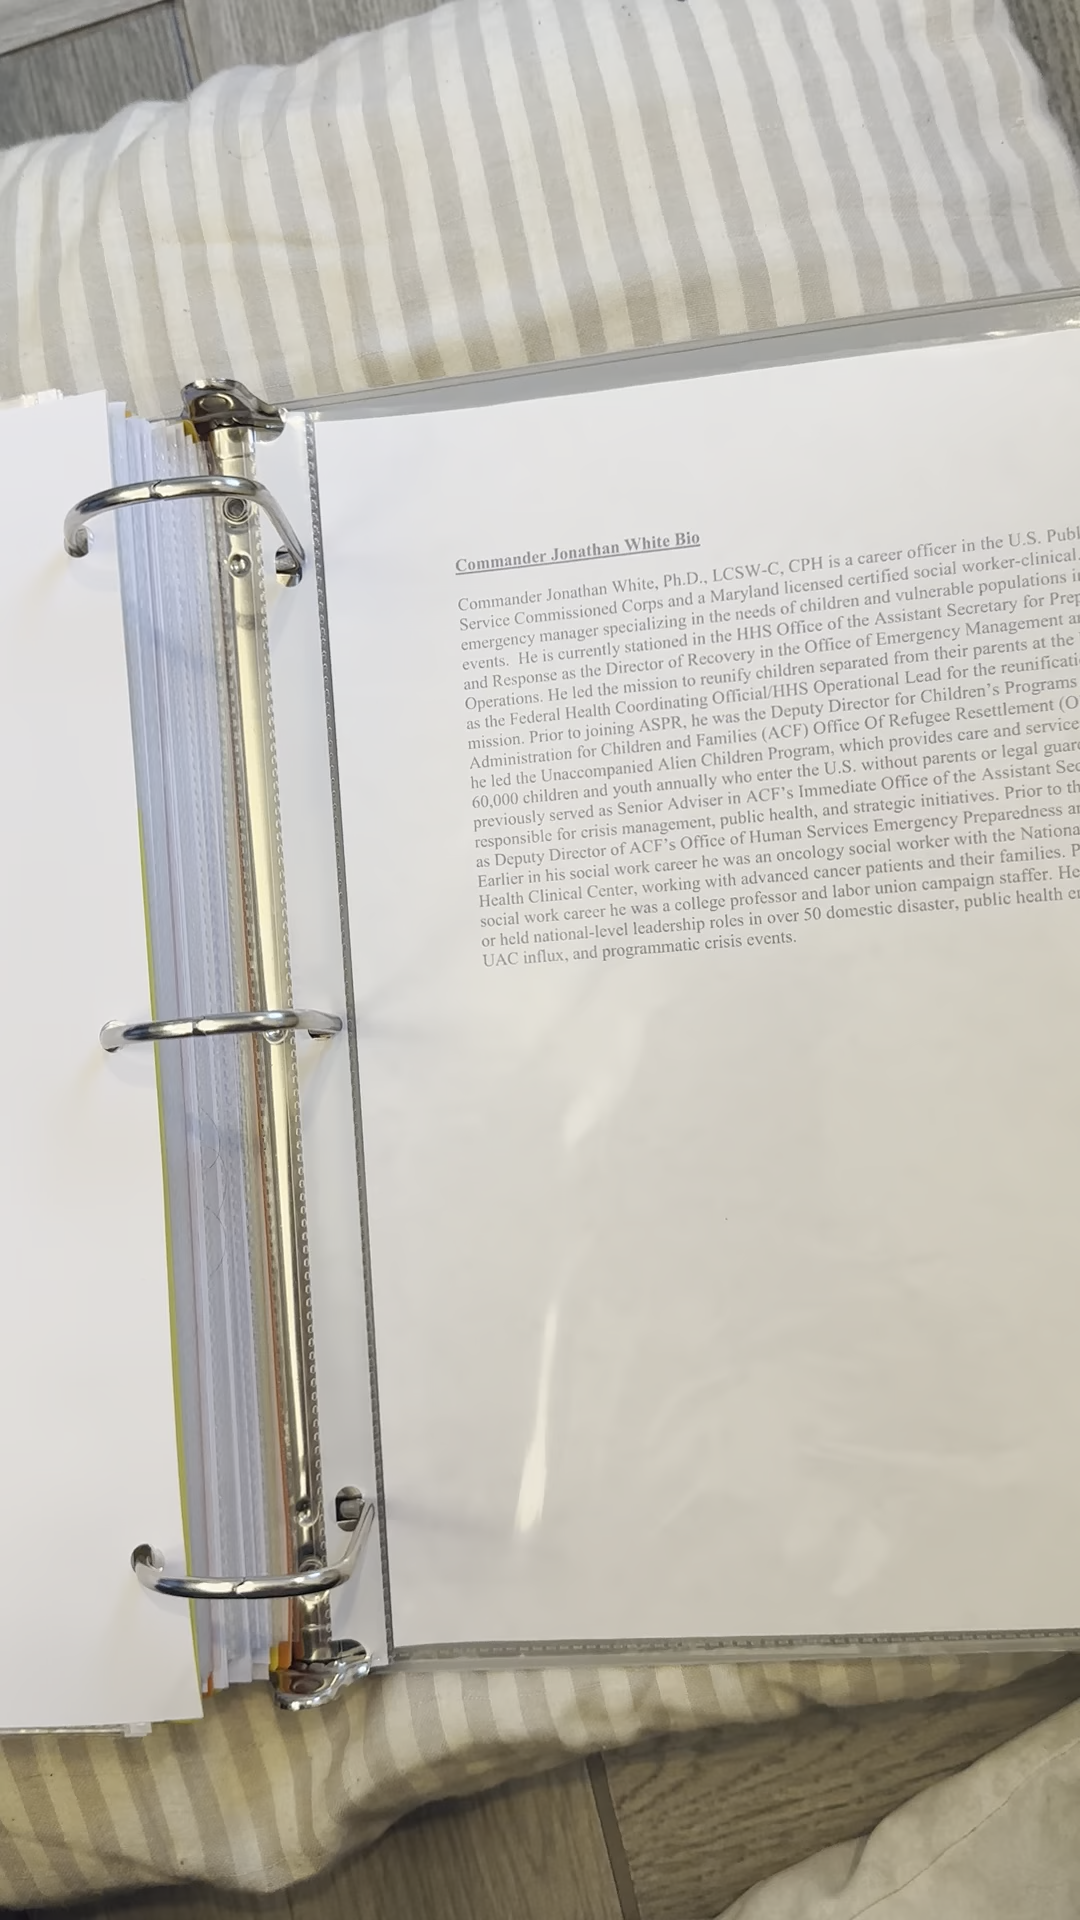 Commander Jonathan White Bio
Commander Jonathan White, Ph.D., LCSW-C, CPH is a career officer in the U.S. Publ
Service Commissioned Corps and a Maryland licensed certified social worker-clinical.
emergency manager specializing in the needs of children and vulnerable populations i
events. He is currently stationed in the HHS Office of the Assistant Secretary for Prep
and Response as the Director of Recovery in the Office of Emergency Management a
Operations. He led the mission to reunify children separated from their parents at the
as the Federal Health Coordinating Official/HHS Operational Lead for the reunificati
mission. Prior to joining ASPR, he was the Deputy Director for Children's Programs
Administration for Children and Families (ACF) Office Of Refugee Resettlement (O
he led the Unaccompanied Alien Children Program, which provides care and service
60,000 children and youth annually who enter the U.S. without parents or legal guar
previously served as Senior Adviser in ACF's Immediate Office of the Assistant Sec
responsible for crisis management, public health, and strategic initiatives. Prior to th
as Deputy Director of ACF's Office of Human Services Emergency Preparedness a
Earlier in his social work career he was an oncology social worker with the Nationa
Health Clinical Center, working with advanced cancer patients and their families. P
social work career he was a college professor and labor union campaign staffer. He
or held national-level leadership roles in over 50 domestic disaster, public health e
UAC influx, and programmatic crisis events.